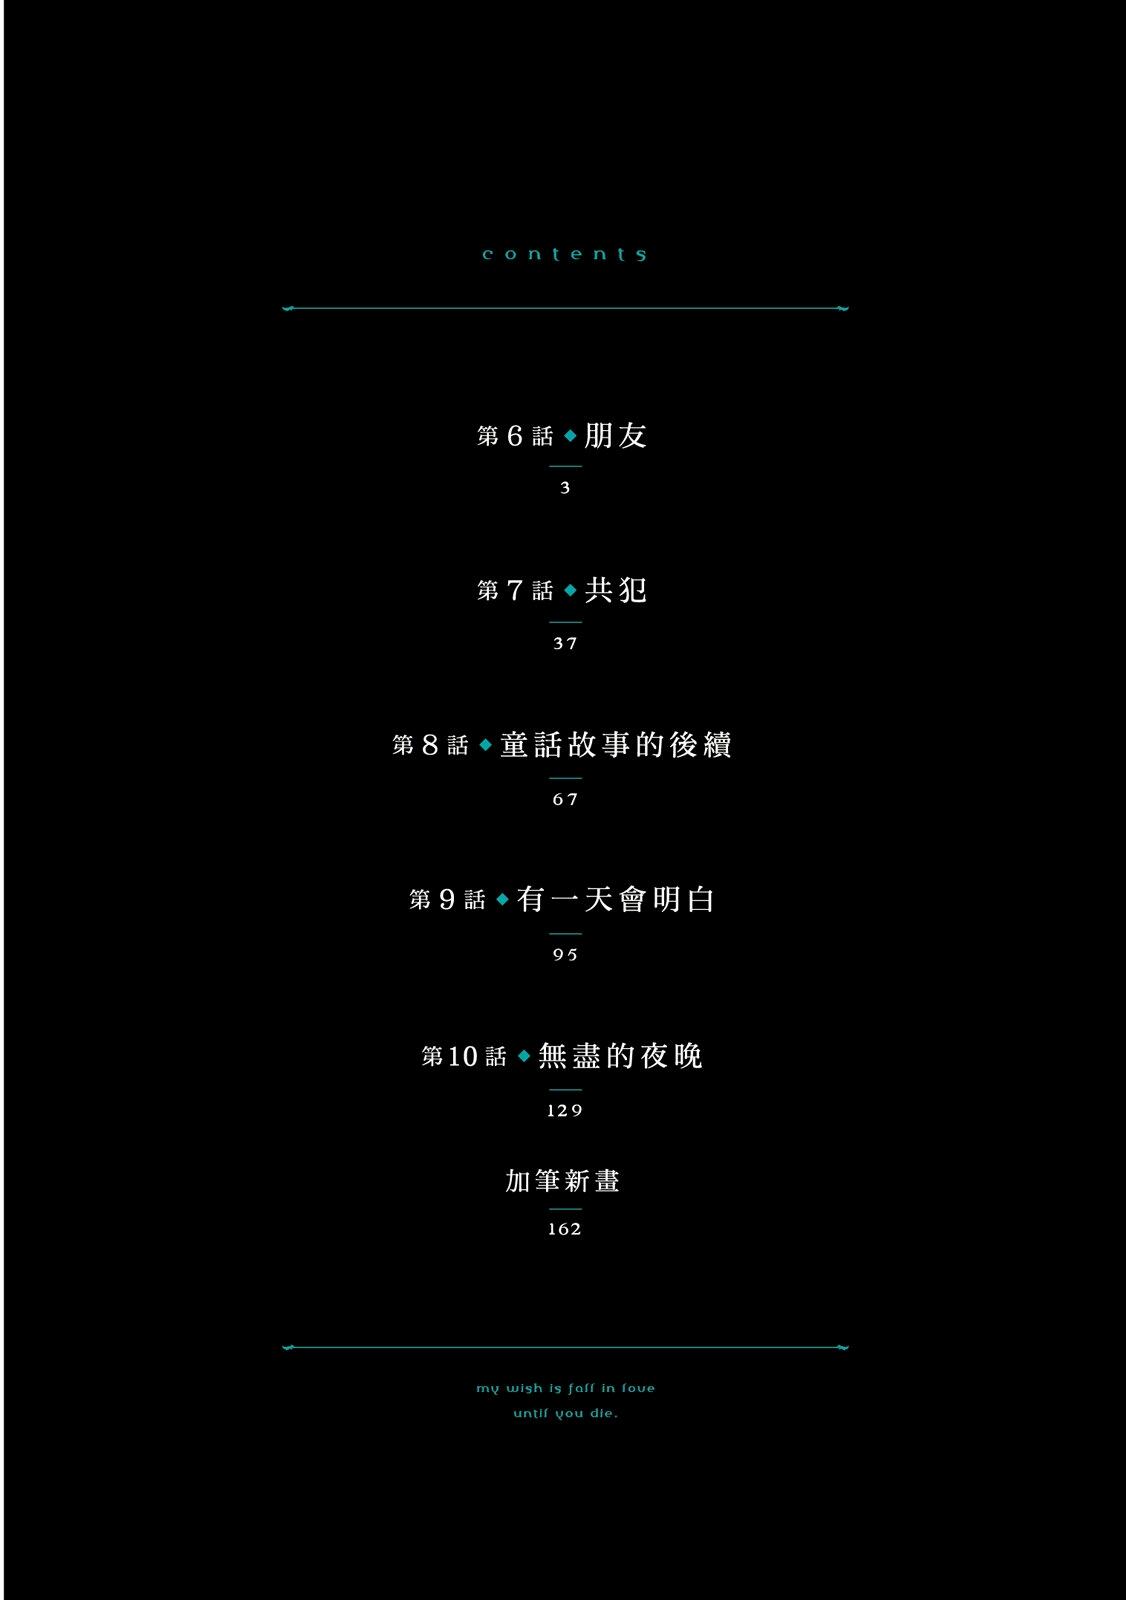 contents
第6話◆朋友
3
第7話◆共犯
37
第8話◆童話故事的後續
67
第9話◆有一天會明白
95
第10話◆無盡的夜晚
129
加筆新畫
162
my wish is fall in love
until you die.